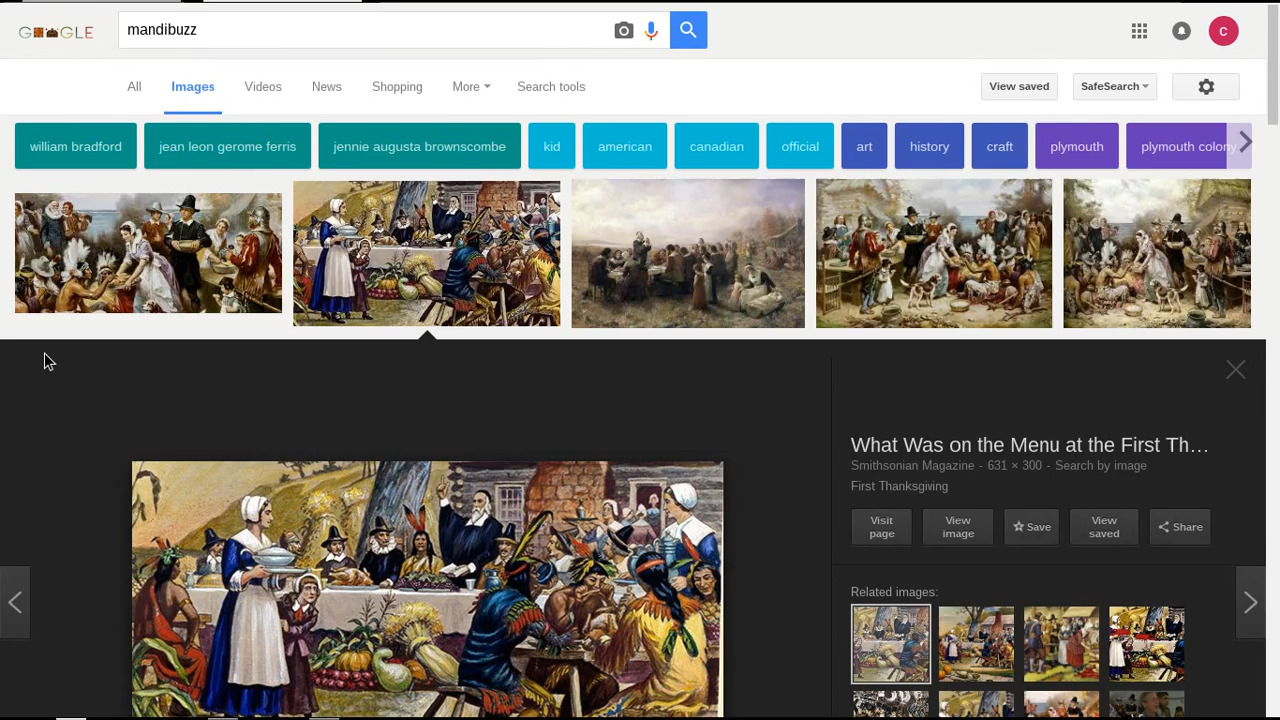 GOOGLE
mandibuzz
c
All Images Videos News Shopping More Search tools
View saved SafeSearch
william bradford jean leon gerome ferris jennie augusta brownscombe kid american canadian official art history craft plymouth plymouth colony
What Was on the Menu at the First Th...
Smithsonian Magazine - 631 × 300 - Search by image
First Thanksgiving
Visit page View image Save View saved Share
Related images: